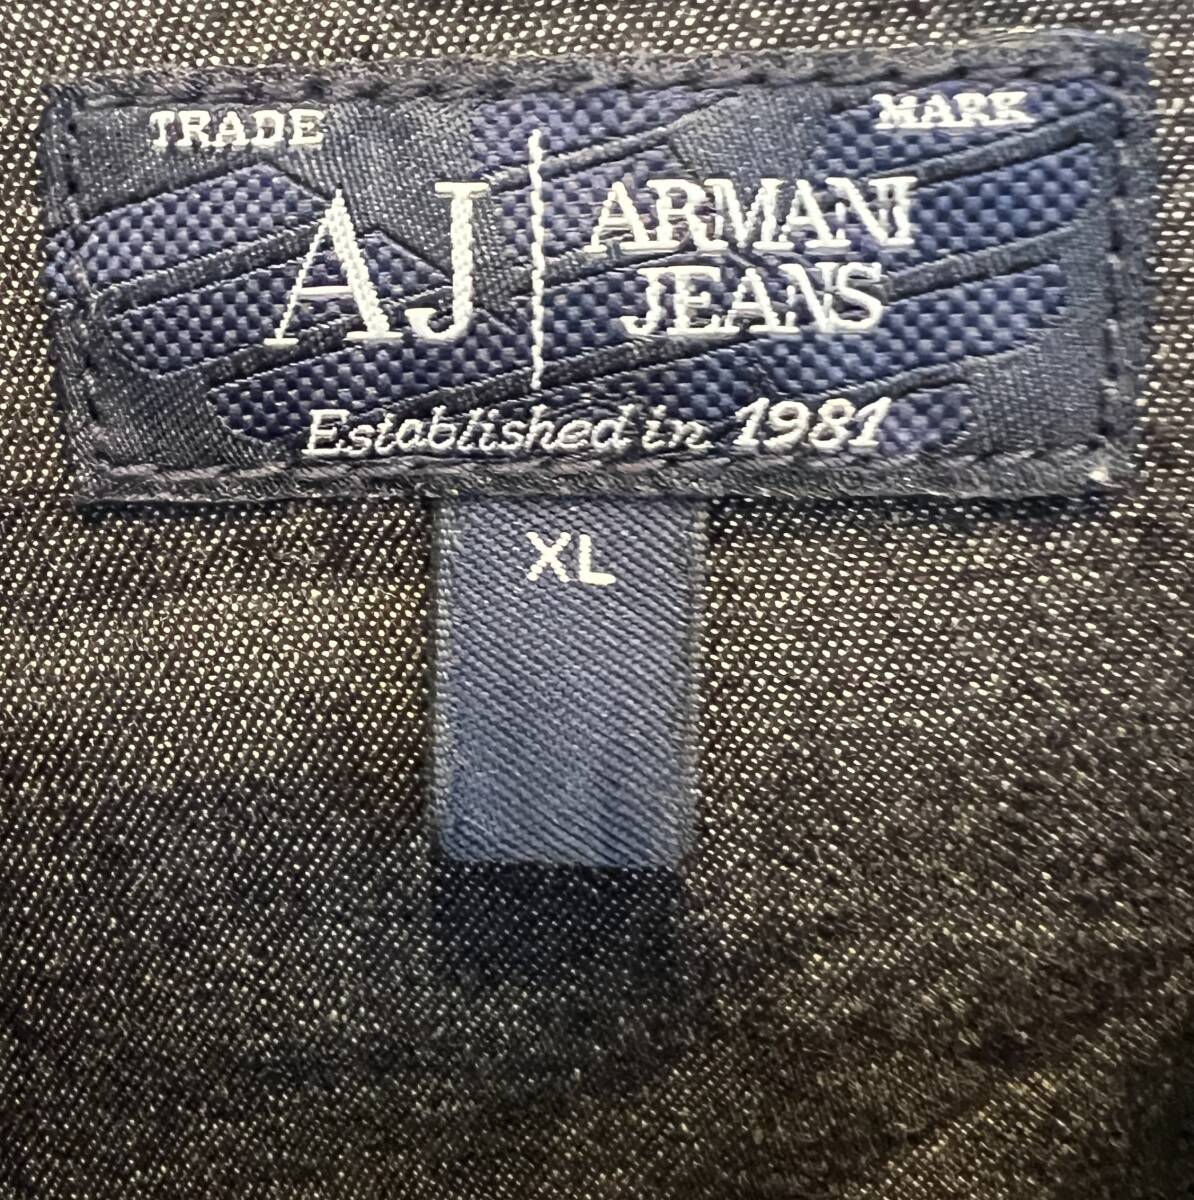 TRADE MARK
AJ ARMANI
JEANS
Established in 1981
XL